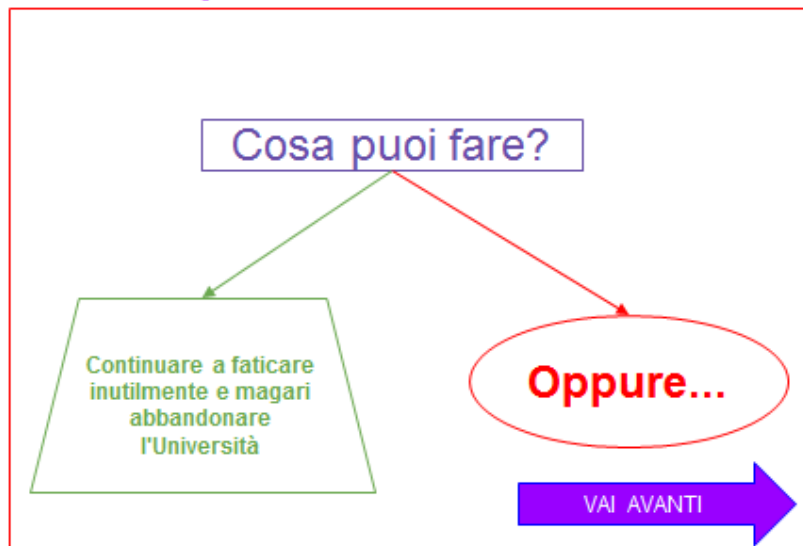 Cosa puoi fare?
Continuare a faticare
inutilmente e magari
abbandonare
l'Università
Oppure...
VAI AVANTI